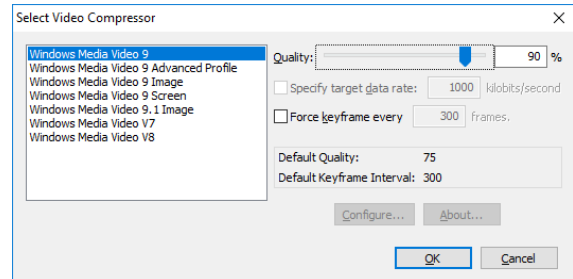 Select Video Compressor
Windows Media Video 9
Windows Media Video 9 Advanced Profile
Windows Media Video 9 Image
Windows Media Video 9 Screen
Windows Media Video 9.1 Image
Windows Media Video V7
Windows Media Video V8
Quality: 90 %
Specify target data rate: 1000 kilobits/second
Force keyframe every 300 frames.
Default Quality: 75
Default Keyframe Interval: 300
Configure... About...
OK Cancel